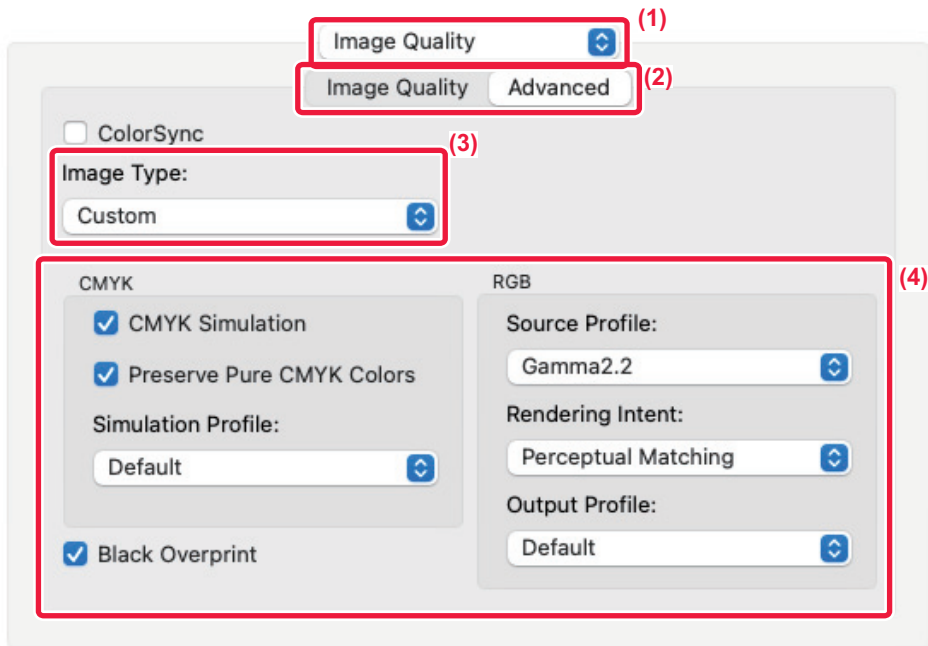 (1)
Image Quality
(2)
Image Quality Advanced
ColorSync
(3)
Image Type:
Custom
(4)
CMYK
CMYK Simulation
Preserve Pure CMYK Colors
Simulation Profile:
Default
Black Overprint
RGB
Source Profile:
Gamma2.2
Rendering Intent:
Perceptual Matching
Output Profile:
Default